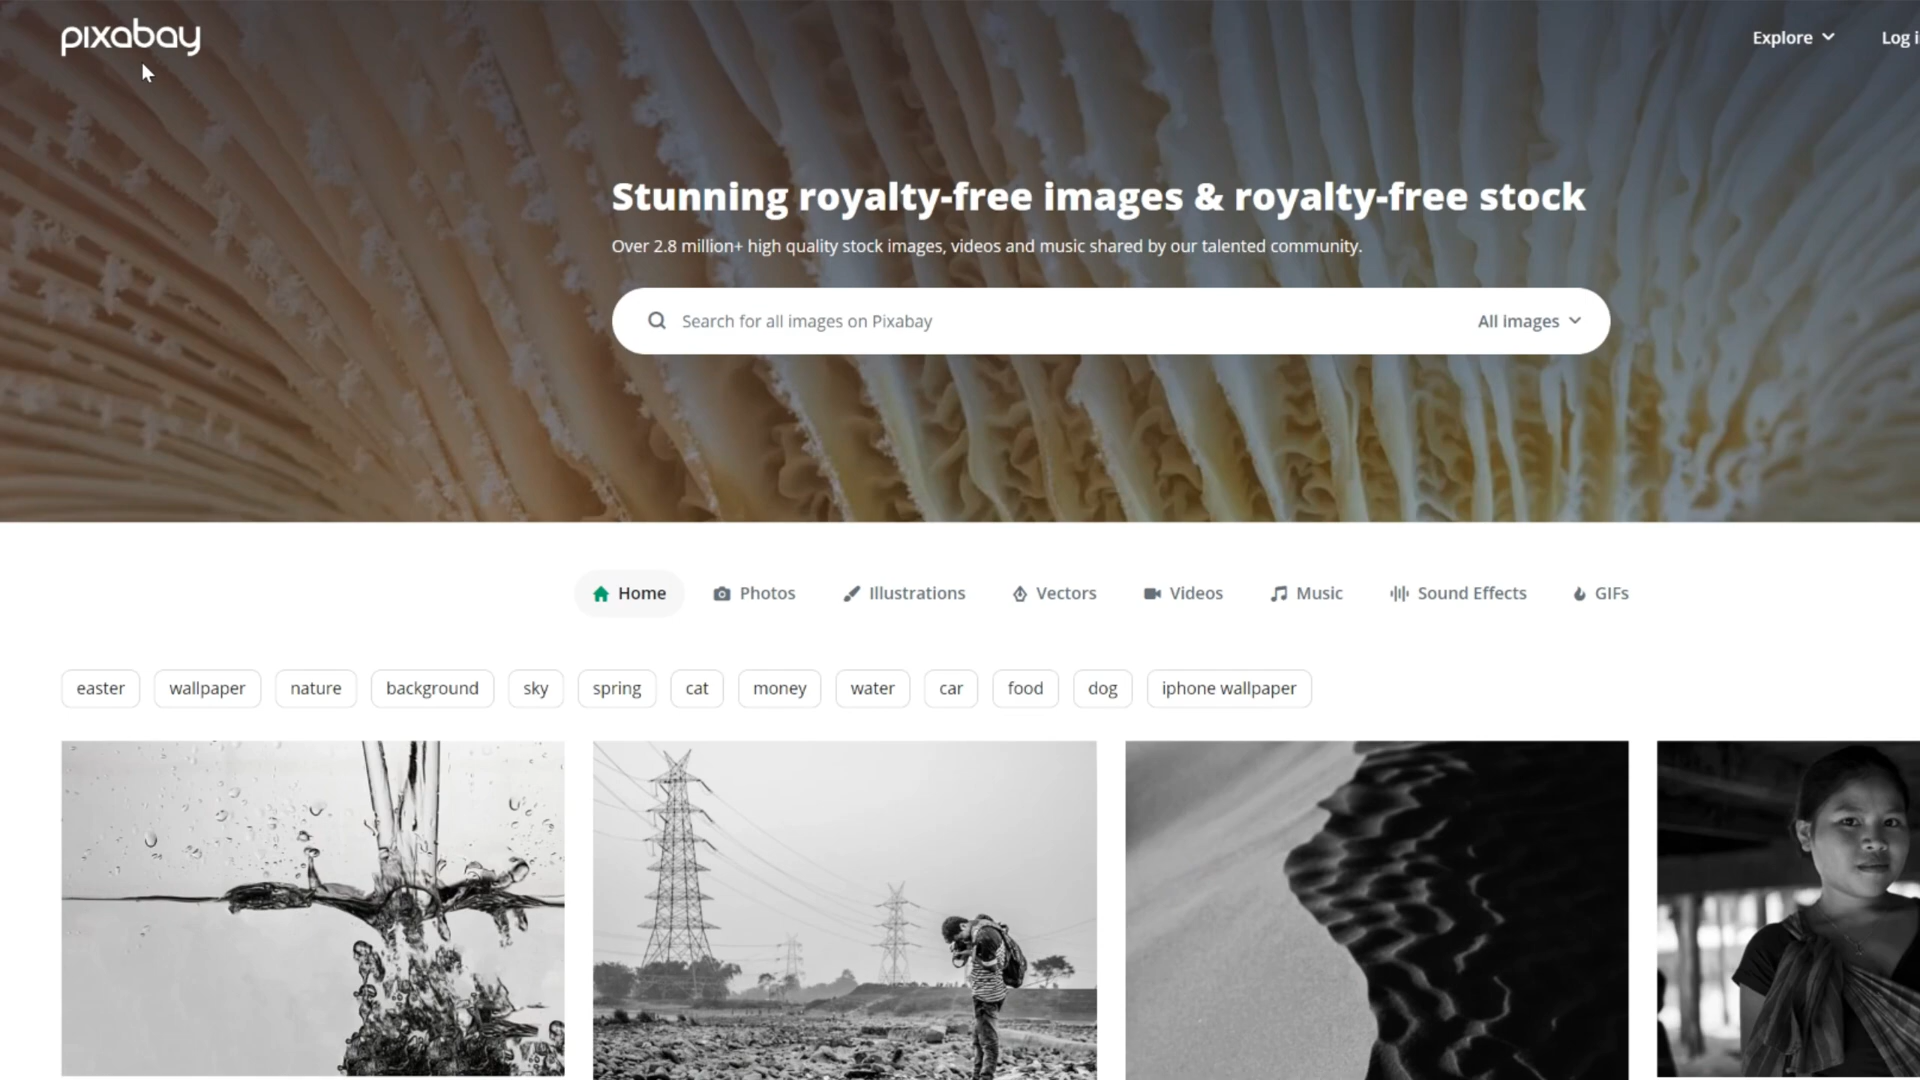 pixabay
Explore
Log i
Stunning royalty-free images & royalty-free stock
Over 2.8 million+ high quality stock images, videos and music shared by our talented community.
Search for all images on Pixabay
All images
Home
Photos
Illustrations
Vectors
Videos
Music
Sound Effects
GIFs
easter
wallpaper
nature
background
sky
spring
cat
money
water
car
food
dog
iphone wallpaper